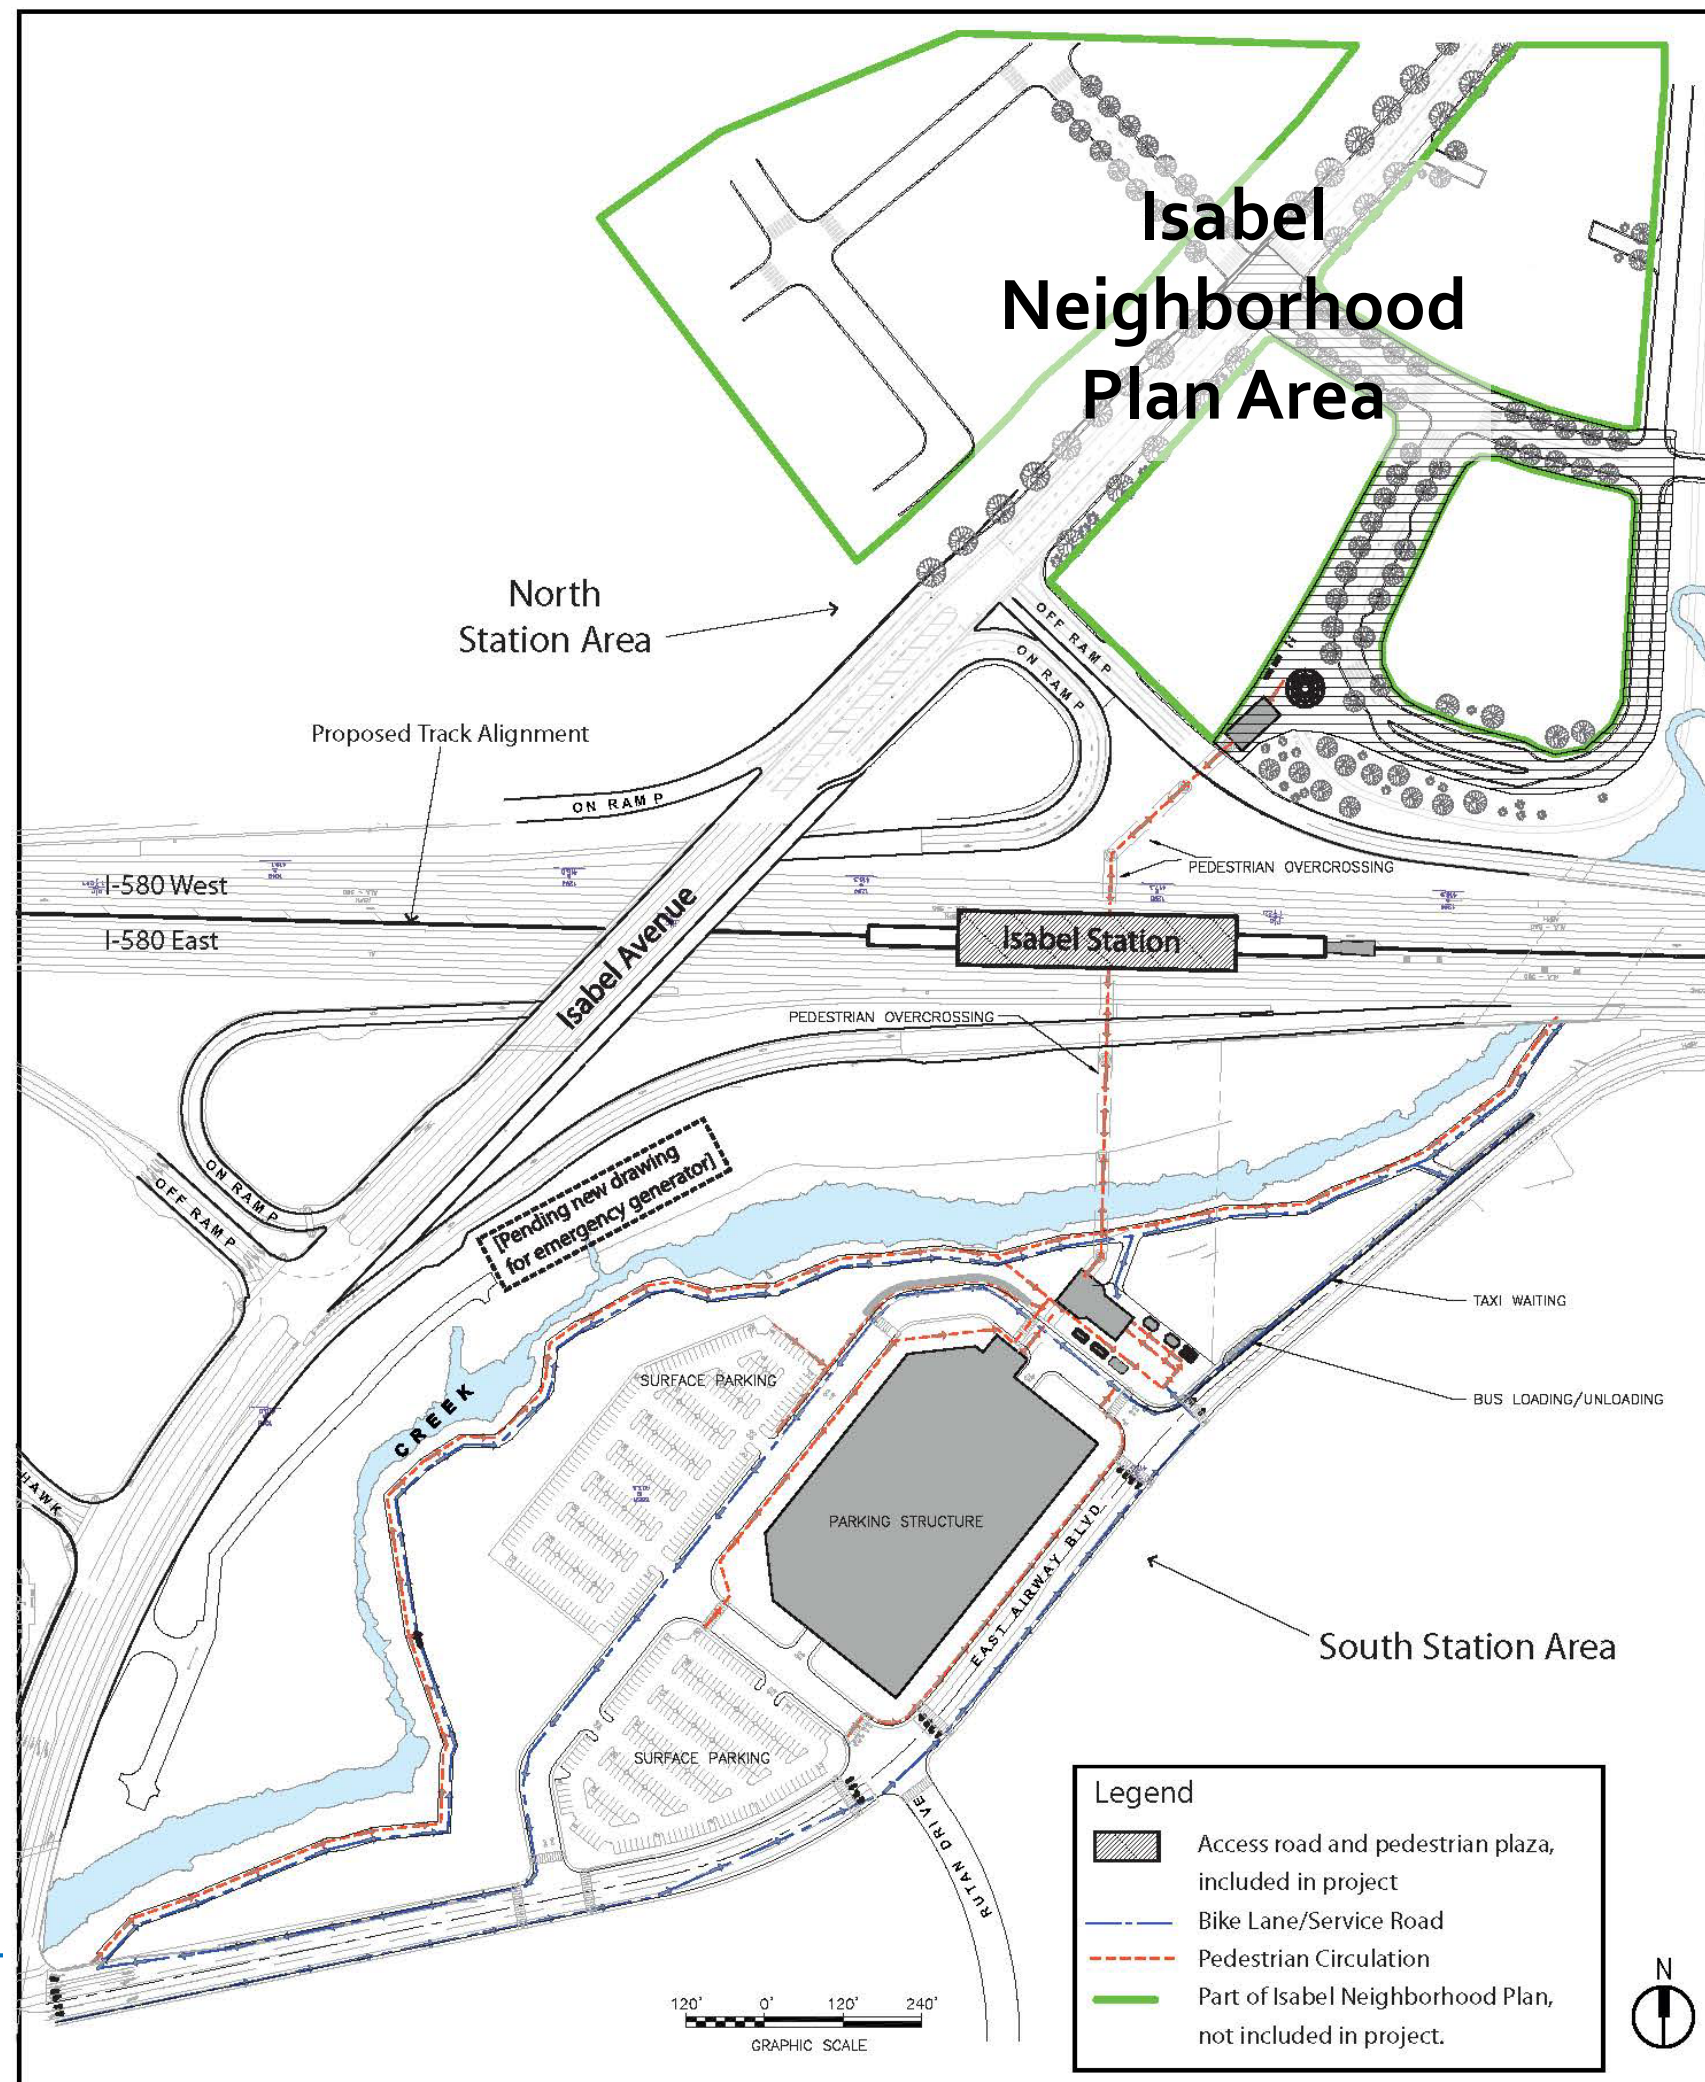 Isabel
Neighborhood
Plan Area
North
Station Area
OFF RAMP
ON RAMP
Proposed Track Alignment
ON RAMP
PEDESTRIAN OVERCROSSING
I-580 West
I-580 East
Isabel Avenue
Isabel Station
PEDESTRIAN OVERCROSSING
[Pending new drawing
for emergency generator]
ON RAMP
OFF RAMP
TAXI WAITING
SURFACE PARKING
BUS LOADING/UNLOADING
CREEK
HAWK
PARKING STRUCTURE
EAST AIRWAY BLVD
South Station Area
SURFACE PARKING
RUTAN DRIVE
Legend
Access road and pedestrian plaza,
included in project
Bike Lane/Service Road
Pedestrian Circulation
Part of Isabel Neighborhood Plan,
not included in project.
N
120' 0' 120' 240'
GRAPHIC SCALE